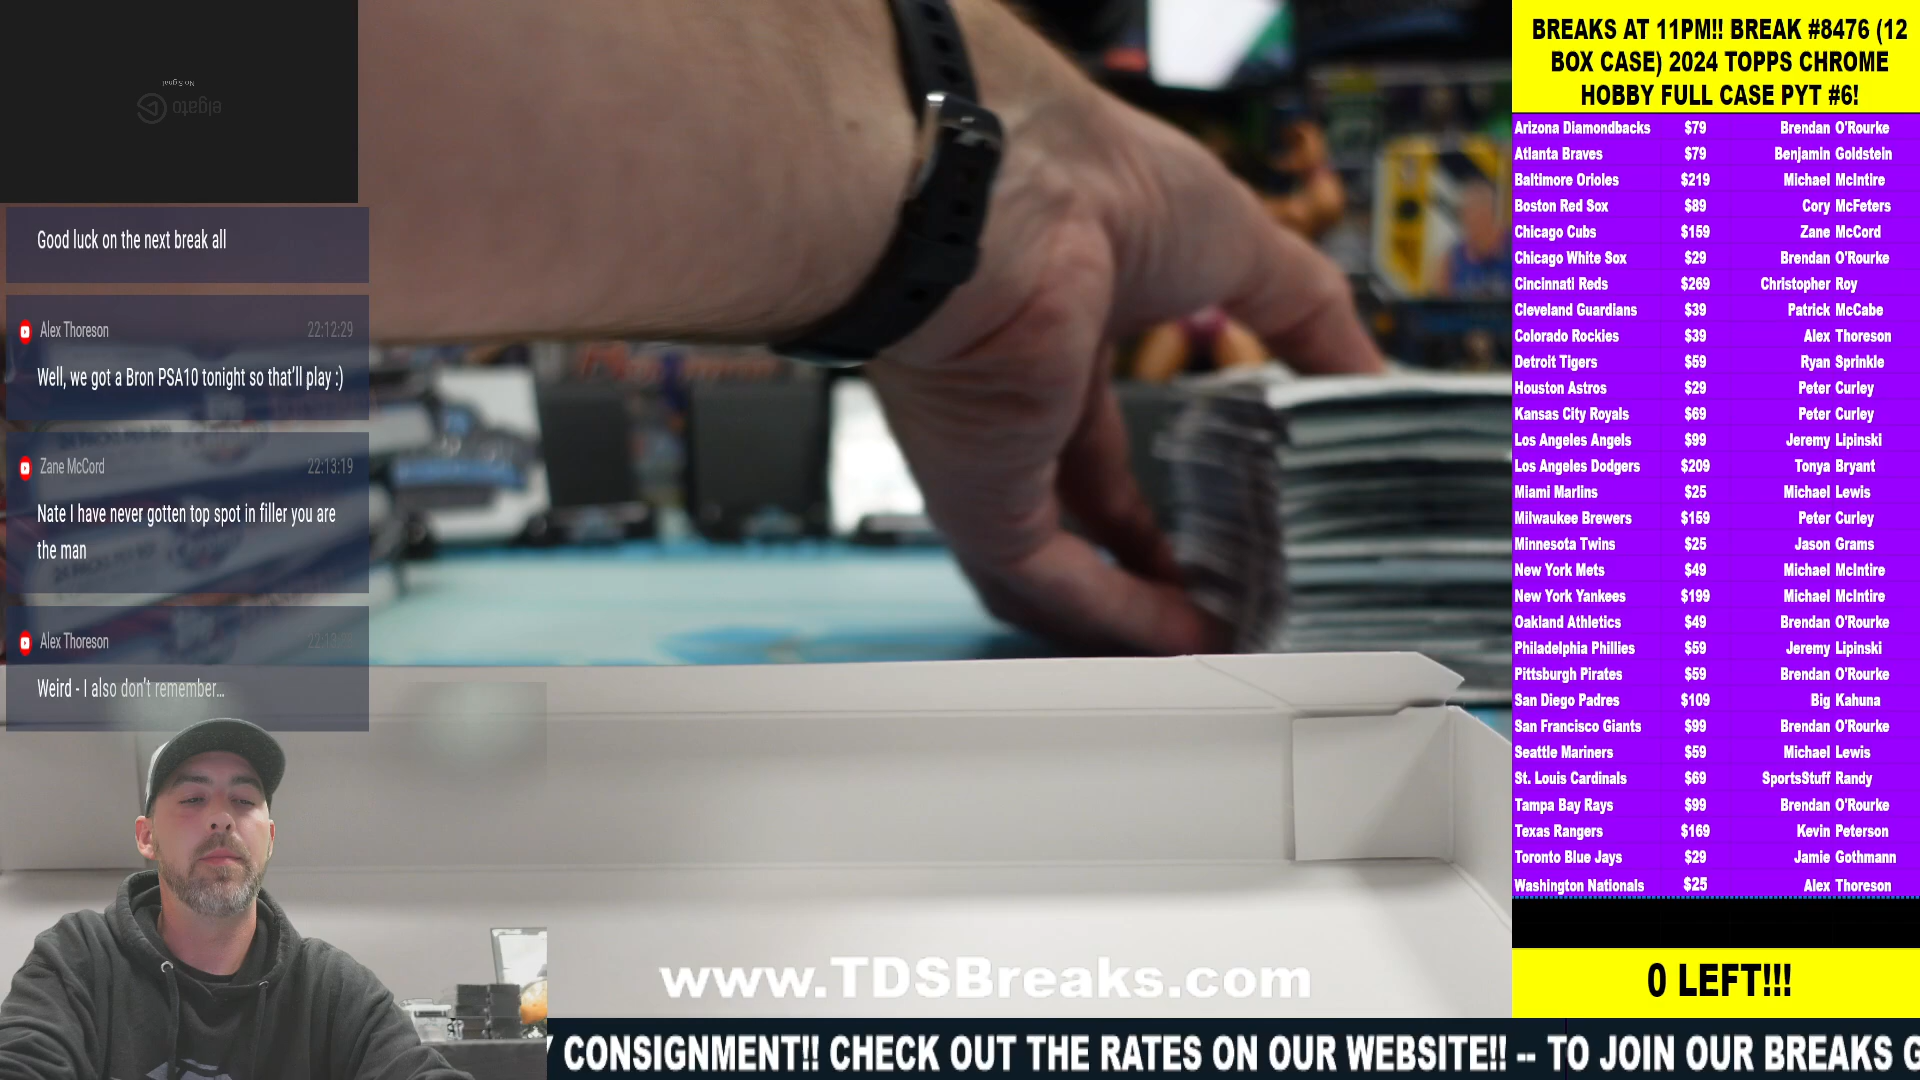 No Signal
elgato
Good luck on the next break all
Alex Thoreson 22:12:29
Well, we got a Bron PSA10 tonight so that'll play :)
Zane McCord 22:13:19
Nate I have never gotten top spot in filler you are
the man
Alex Thoreson
Weird - I also don't remember...
www.TDSBreaks.com
CONSIGNMENT!! CHECK OUT THE RATES ON OUR WEBSITE!! -- TO JOIN OUR BREAKS G
BREAKS AT 11PM!! BREAK #8476 (12
BOX CASE) 2024 TOPPS CHROME
HOBBY FULL CASE PYT #6!
Arizona Diamondbacks $79 Brendan O'Rourke
Atlanta Braves $79 Benjamin Goldstein
Baltimore Orioles $219 Michael McIntire
Boston Red Sox $89 Cory McFeters
Chicago Cubs $159 Zane McCord
Chicago White Sox $29 Brendan O'Rourke
Cincinnati Reds $269 Christopher Roy
Cleveland Guardians $39 Patrick McCabe
Colorado Rockies $39 Alex Thoreson
Detroit Tigers $59 Ryan Sprinkle
Houston Astros $29 Peter Curley
Kansas City Royals $69 Peter Curley
Los Angeles Angels $99 Jeremy Lipinski
Los Angeles Dodgers $209 Tonya Bryant
Miami Marlins $25 Michael Lewis
Milwaukee Brewers $159 Peter Curley
Minnesota Twins $25 Jason Grams
New York Mets $49 Michael McIntire
New York Yankees $199 Michael McIntire
Oakland Athletics $49 Brendan O'Rourke
Philadelphia Phillies $59 Jeremy Lipinski
Pittsburgh Pirates $59 Brendan O'Rourke
San Diego Padres $109 Big Kahuna
San Francisco Giants $99 Brendan O'Rourke
Seattle Mariners $59 Michael Lewis
St. Louis Cardinals $69 SportsStuff Randy
Tampa Bay Rays $99 Brendan O'Rourke
Texas Rangers $169 Kevin Peterson
Toronto Blue Jays $29 Jamie Gothmann
Washington Nationals $25 Alex Thoreson
0 LEFT!!!